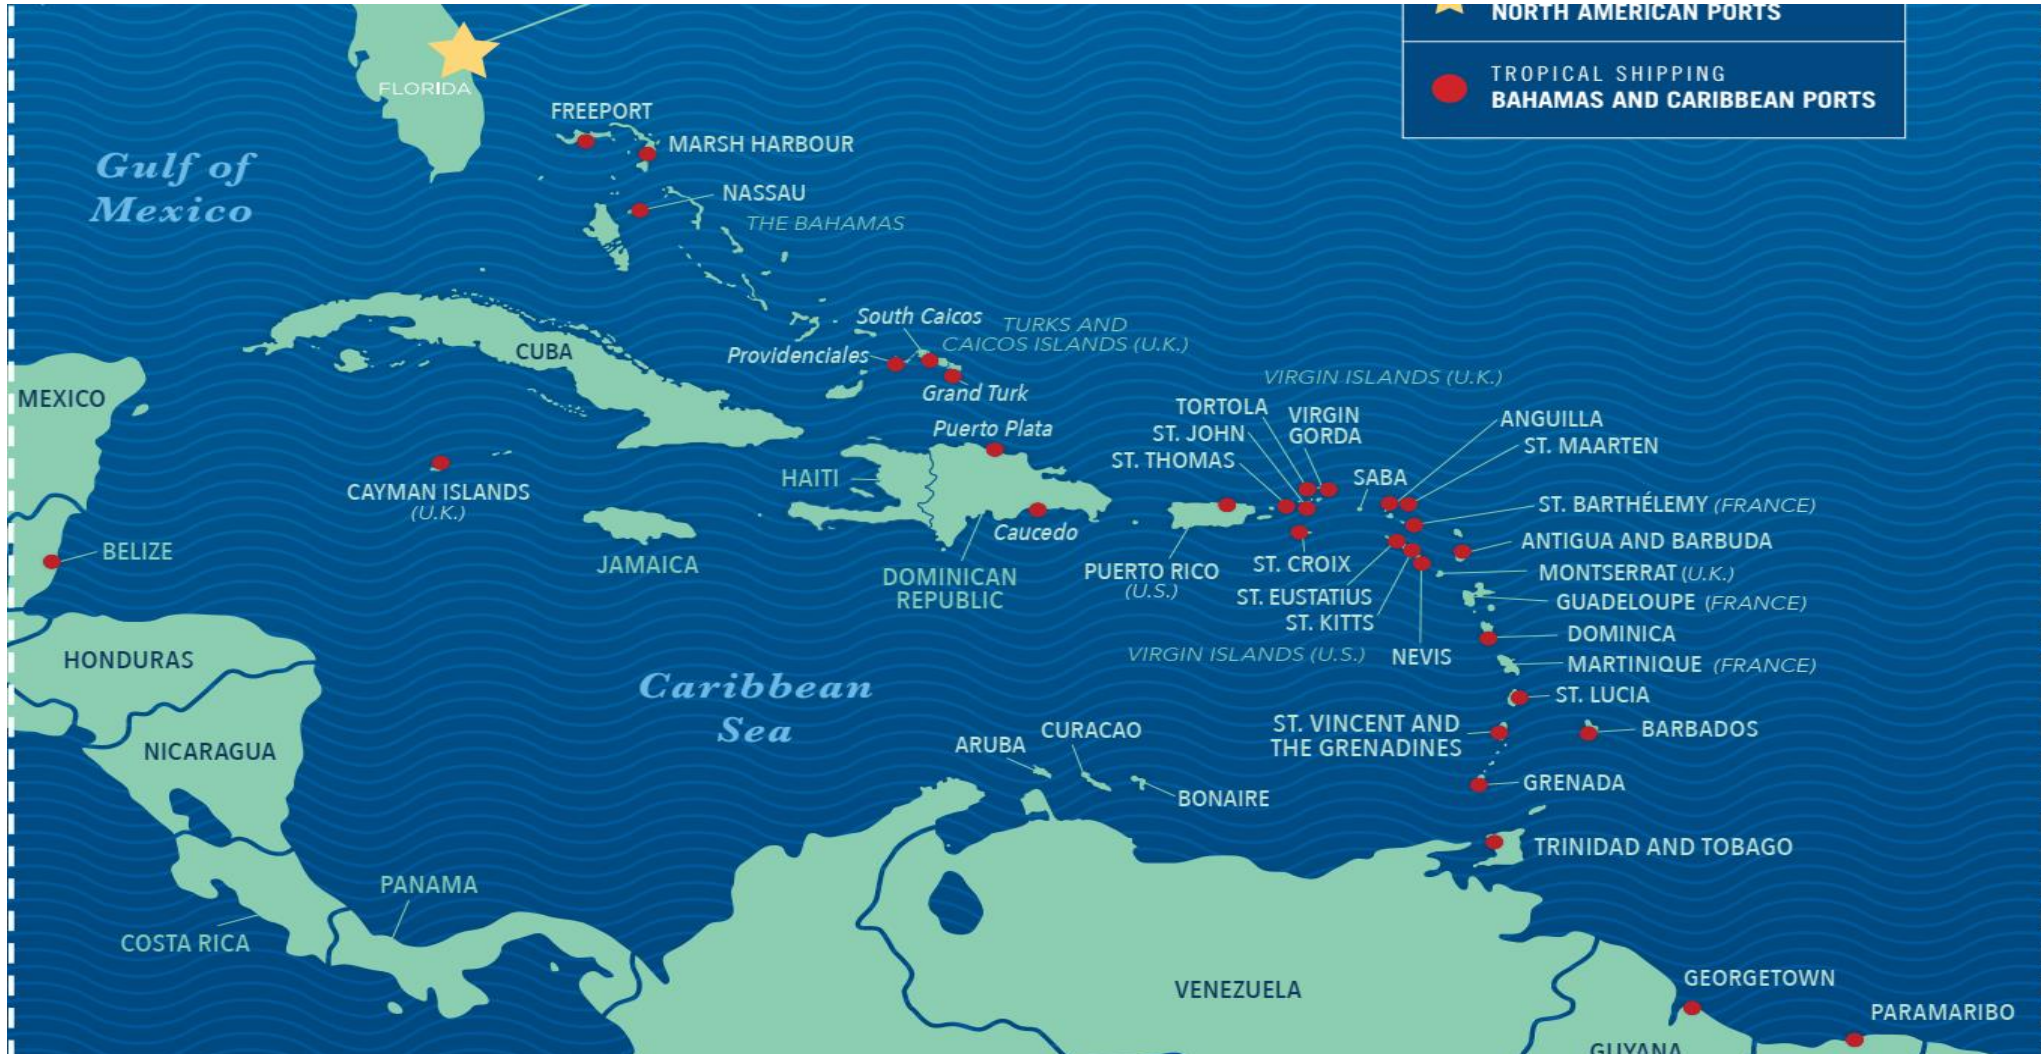 NORTH AMERICAN PORTS
TROPICAL SHIPPING
BAHAMAS AND CARIBBEAN PORTS
FLORIDA
FREEPORT
MARSH HARBOUR
Gulf of
Mexico
NASSAU
THE BAHAMAS
South Caicos
TURKS AND
CAICOS ISLANDS (U.K.)
Providenciales
Grand Turk
CUBA
MEXICO
Puerto Plata
VIRGIN ISLANDS (U.K.)
TORTOLA
VIRGIN
GORDA
ST. JOHN
ST. THOMAS
ANGUILLA
ST. MAARTEN
SABA
HAITI
CAYMAN ISLANDS
(U.K.)
ST. BARTHÉLEMY (FRANCE)
Caucedo
ANTIGUA AND BARBUDA
BELIZE
JAMAICA
DOMINICAN
REPUBLIC
PUERTO RICO
(U.S.)
ST. CROIX
MONTSERRAT (U.K.)
ST. EUSTATIUS
GUADELOUPE (FRANCE)
ST. KITTS
DOMINICA
VIRGIN ISLANDS (U.S.)
NEVIS
MARTINIQUE (FRANCE)
HONDURAS
Caribbean
Sea
ST. LUCIA
ST. VINCENT AND
THE GRENADINES
BARBADOS
NICARAGUA
ARUBA
CURACAO
BONAIRE
GRENADA
TRINIDAD AND TOBAGO
PANAMA
COSTA RICA
VENEZUELA
GEORGETOWN
PARAMARIBO
GUYANA